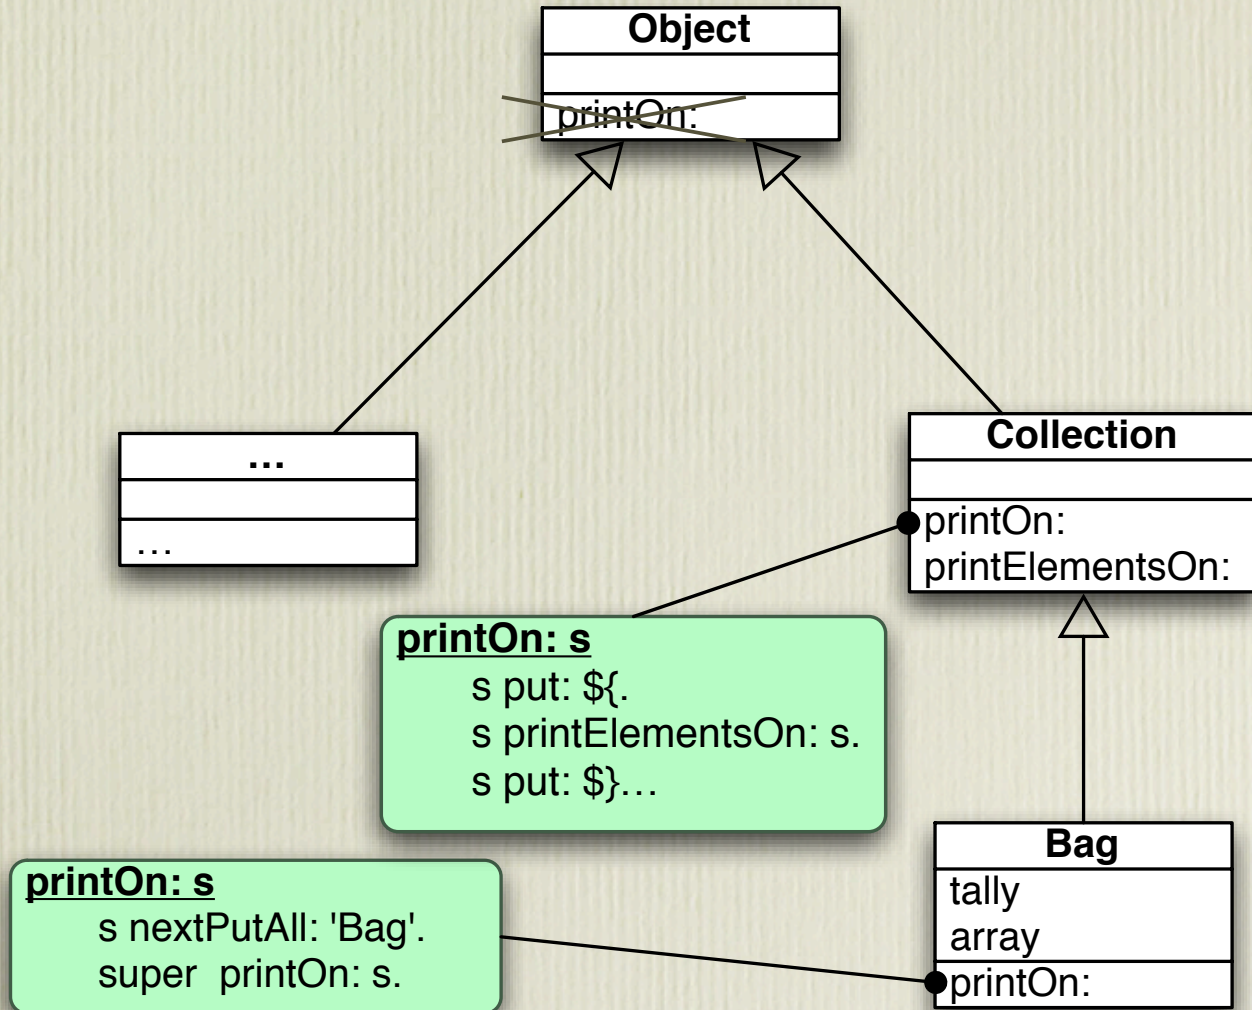 Object
printOn:
…
…
Collection
printOn:
printElementsOn:
printOn: s
s put: ${.
s printElementsOn: s.
s put: $}…
Bag
tally
array
printOn:
printOn: s
s nextPutAll: 'Bag'.
super  printOn: s.